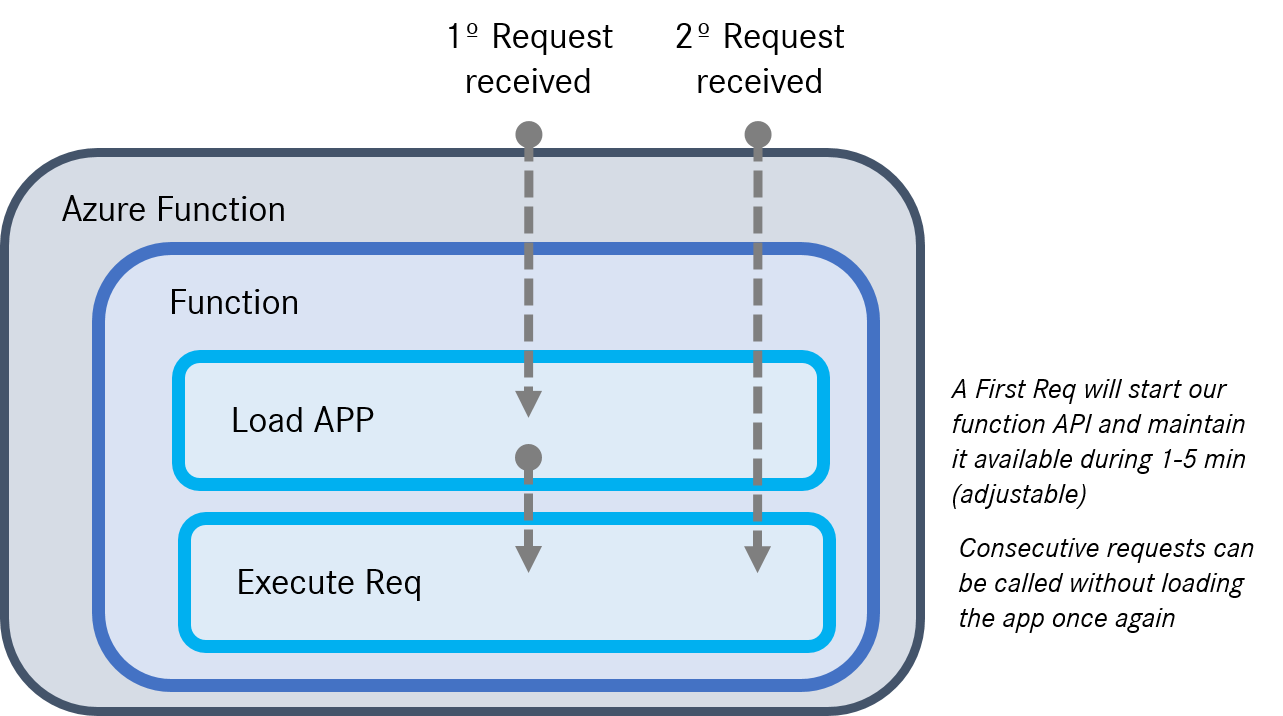 1º Request
received
2º Request
received
Azure Function
Function
Load APP
Execute Req
A First Req will start our
function API and maintain
it available during 1-5 min
(adjustable)
Consecutive requests can
be called without loading
the app once again